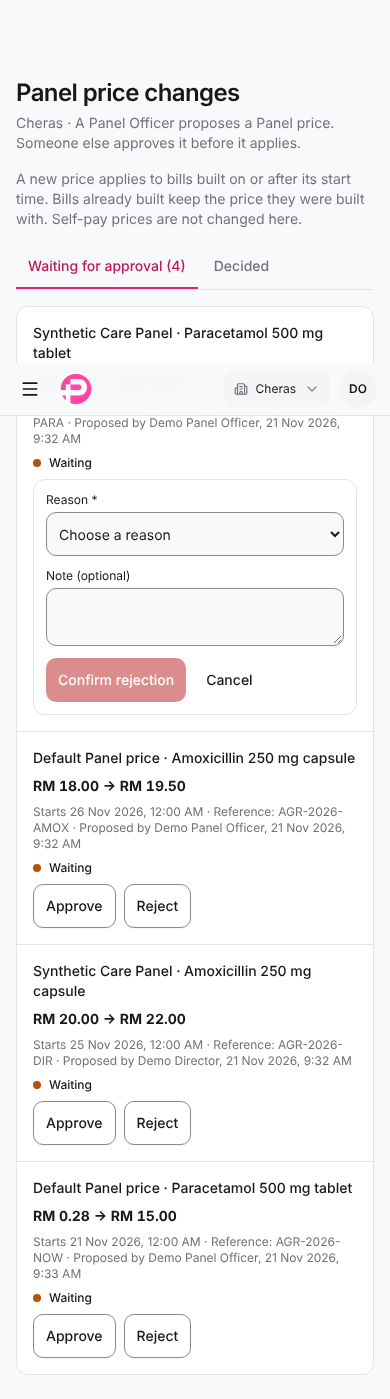 Panel price changes
Cheras · A Panel Officer proposes a Panel price.
Someone else approves it before it applies.
A new price applies to bills built on or after its start
time. Bills already built keep the price they were built
with. Self-pay prices are not changed here.
Waiting for approval (4)
Decided
Synthetic Care Panel · Paracetamol 500 mg
tablet
Cheras
DO
PARA · Proposed by Demo Panel Officer, 21 Nov 2026,
9:32 AM
Waiting
Reason *
Choose a reason
Note (optional)
Confirm rejection
Cancel
Default Panel price · Amoxicillin 250 mg capsule
RM 18.00 → RM 19.50
Starts 26 Nov 2026, 12:00 AM · Reference: AGR-2026-
AMOX · Proposed by Demo Panel Officer, 21 Nov 2026,
9:32 AM
Waiting
Approve
Reject
Synthetic Care Panel · Amoxicillin 250 mg
capsule
RM 20.00 → RM 22.00
Starts 25 Nov 2026, 12:00 AM · Reference: AGR-2026-
DIR · Proposed by Demo Director, 21 Nov 2026, 9:32 AM
Waiting
Approve
Reject
Default Panel price · Paracetamol 500 mg tablet
RM 0.28 → RM 15.00
Starts 21 Nov 2026, 12:00 AM · Reference: AGR-2026-
NOW · Proposed by Demo Panel Officer, 21 Nov 2026,
9:33 AM
Waiting
Approve
Reject